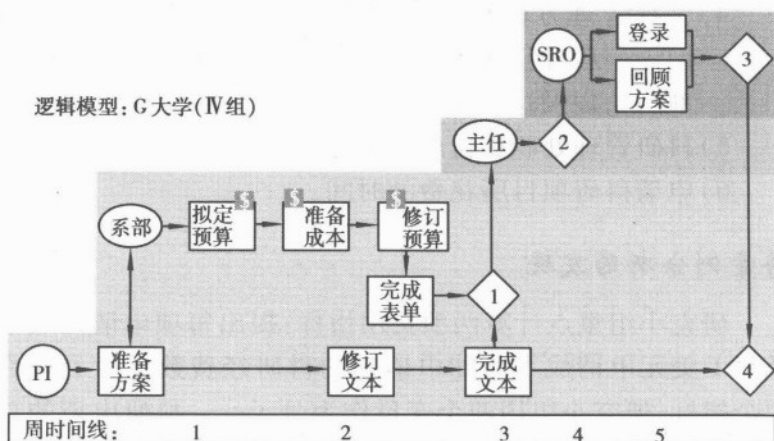 登录
SRO
3
回顾
方案
逻辑模型: G 大学(Ⅳ组)
主任
2
$
$
$
系部
拟定
预算
准备
成本
修订
预算
完成
表单
1
PI
准备
方案
修订
文本
完成
文本
4
周时间线: 1 2 3 4 5